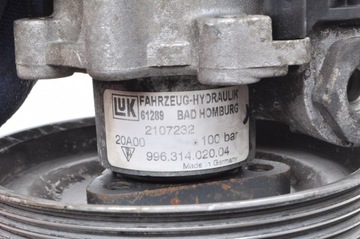 LUK FAHRZEUG-HYDRAULIK
61289 BAD HOMBURG
2107232
20A00 100 bar
996.314.020.04
Made in Germany